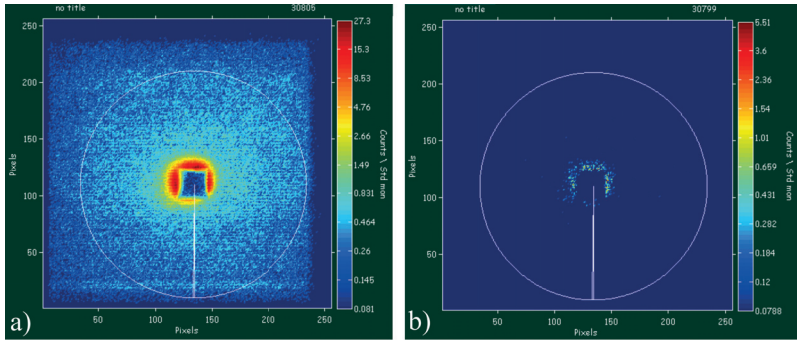 no title 30805
27.3
15.3
8.53
4.76
2.66
1.49
0.831
0.464
0.26
0.145
0.081
Counts \ Std mon
250
200
150
100
50
Pixels
50 100 150 200 250
Pixels
a)
no title 30799
5.51
3.6
2.36
1.54
1.01
0.659
0.431
0.282
0.184
0.12
0.0788
Counts \ Std mon
250
200
150
100
50
Pixels
50 100 150 200 250
Pixels
b)